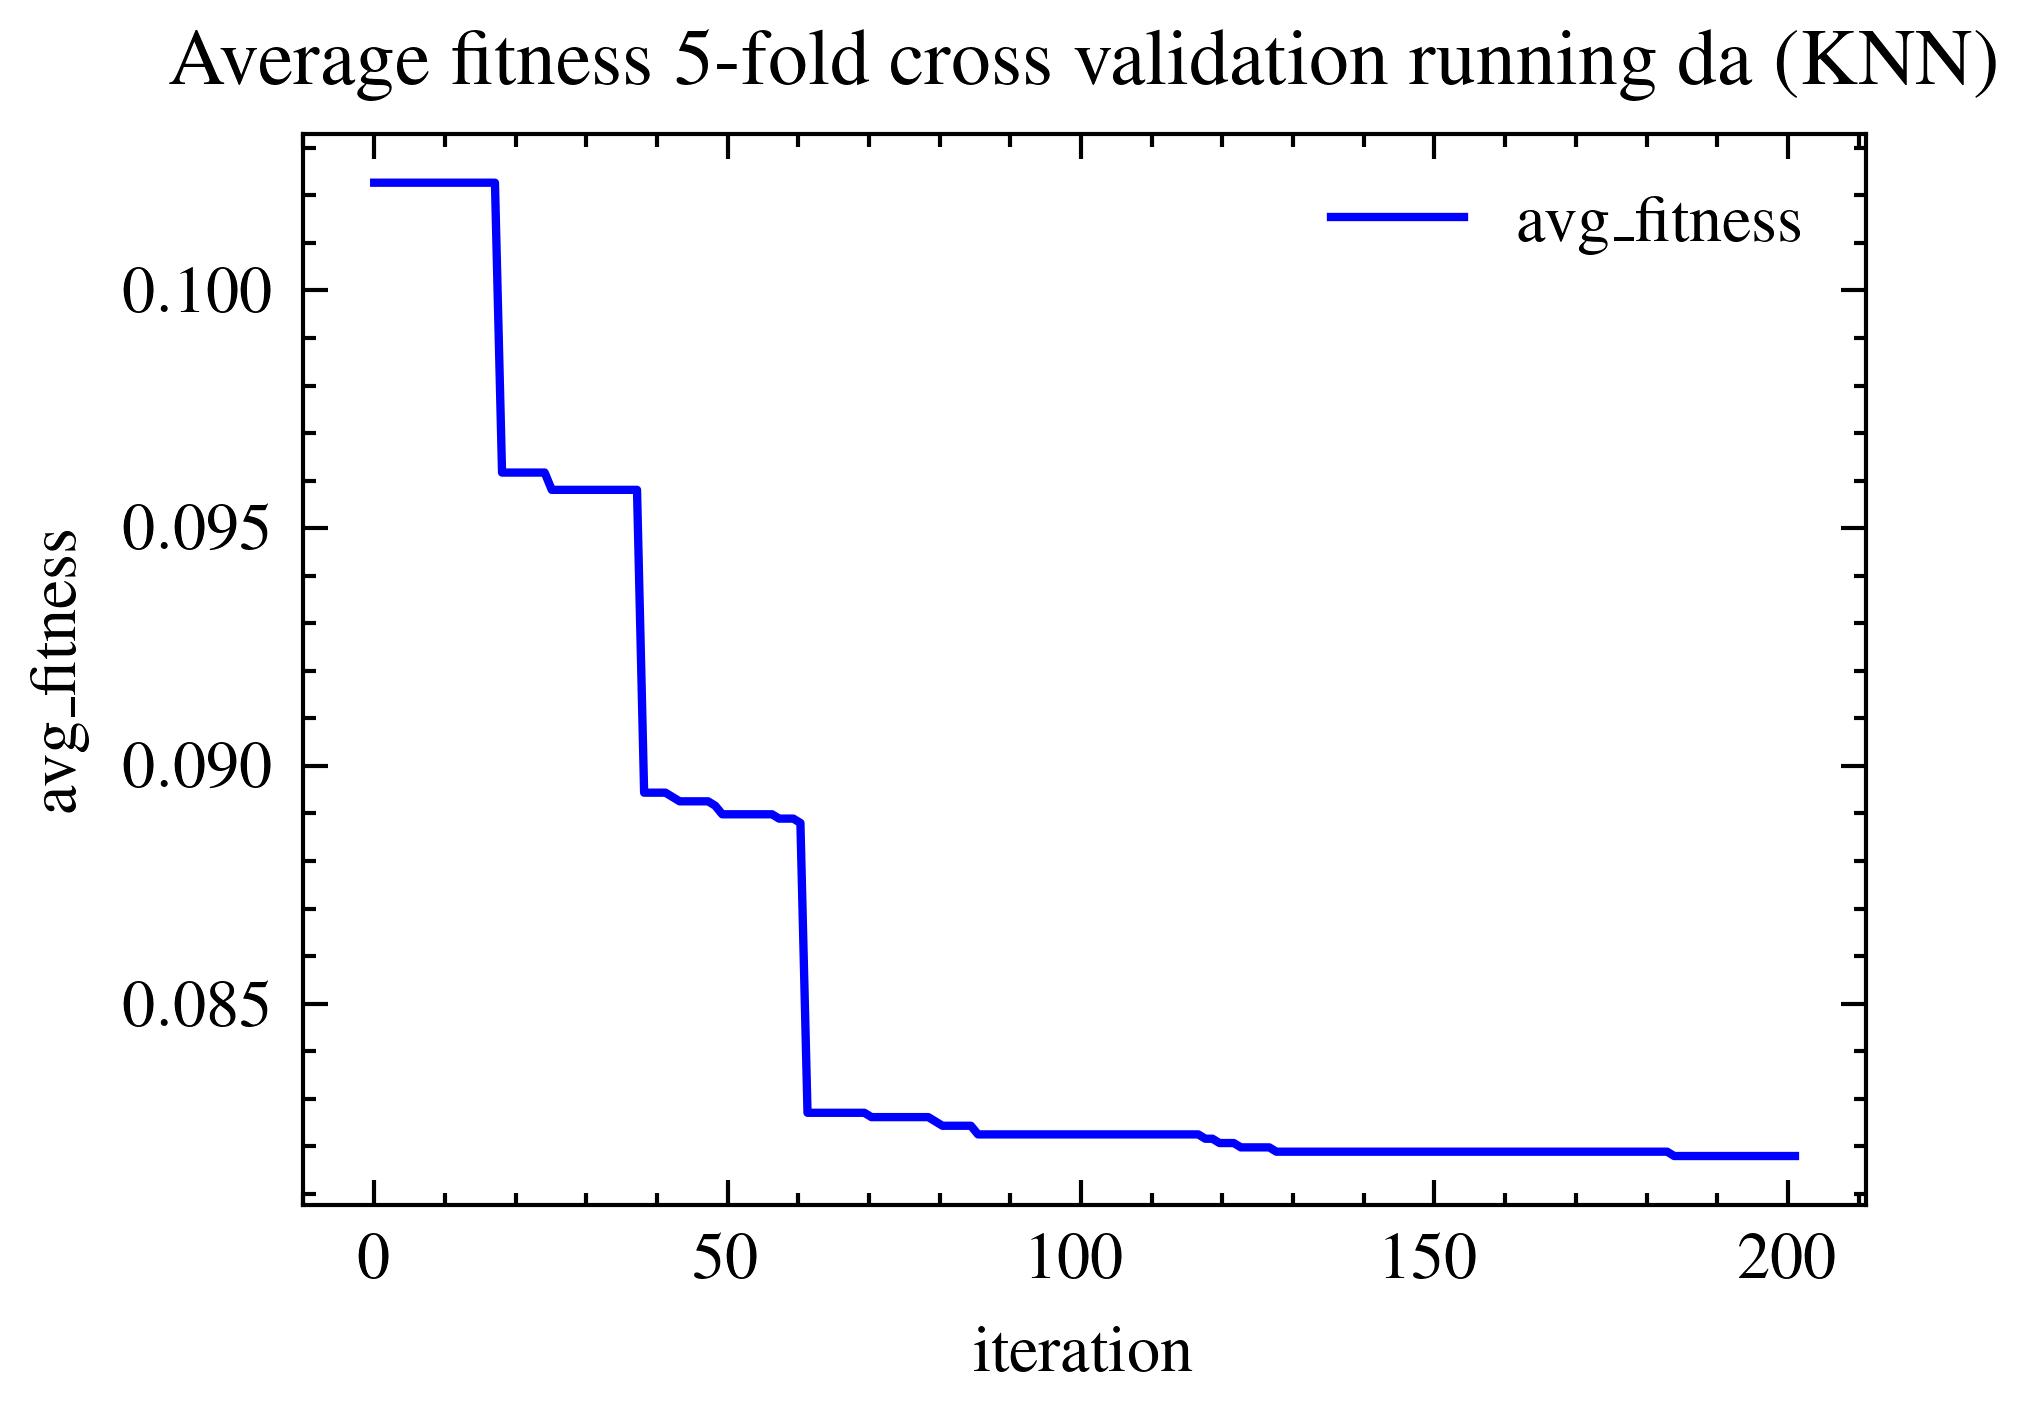 Average fitness 5-fold cross validation running da (KNN)
avg_fitness
0.100
0.095
0.090
0.085
avg_fitness
0 50 100 150 200
iteration